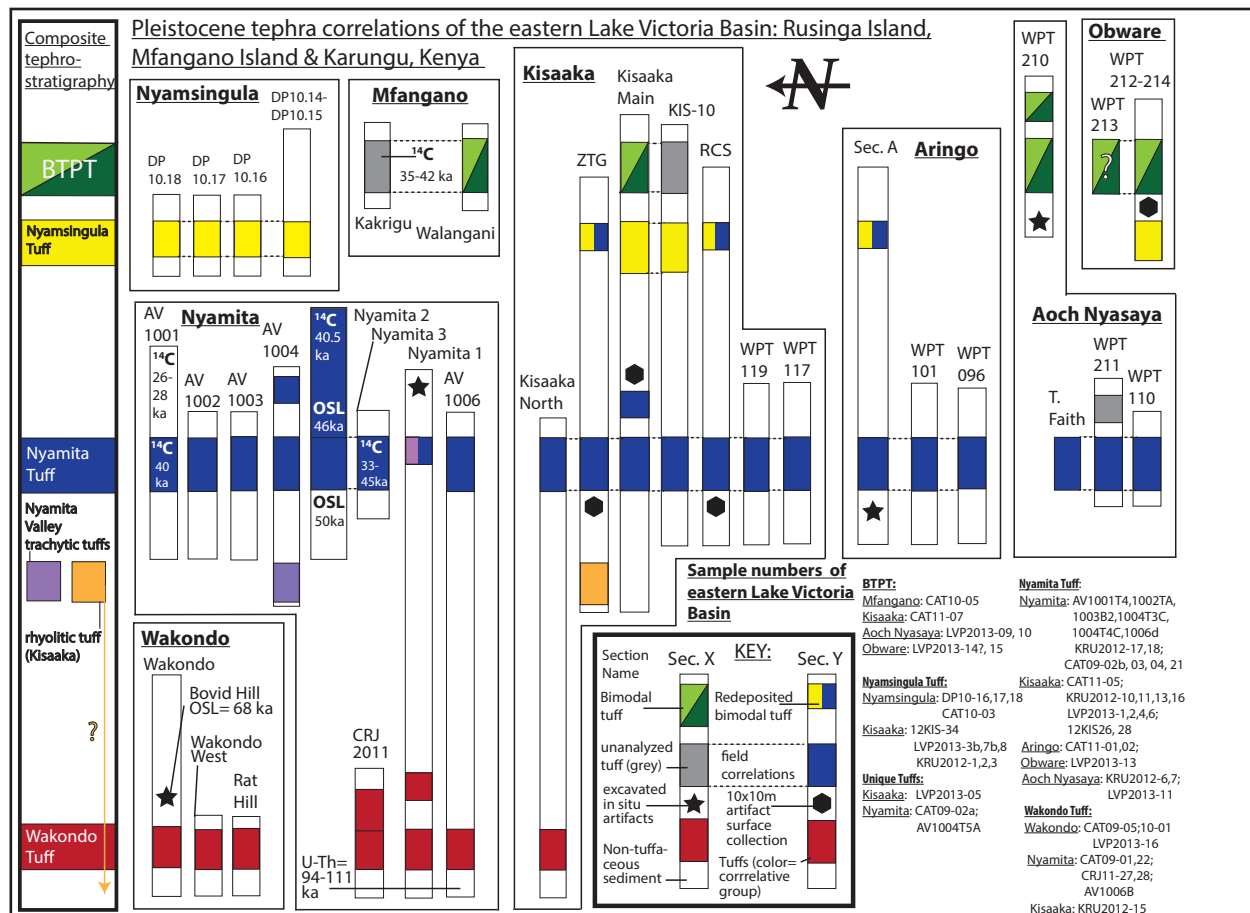 Composite
tephro-
stratigraphy
BTPT
Nyamsingula
Tuff
Nyamita
Tuff
Nyamita
Valley
trachytic tuffs
rhyolitic tuff
(Kisaaka)
?
Wakondo
Tuff
Pleistocene tephra correlations of the eastern Lake Victoria Basin: Rusinga Island,
Mfangano Island & Karungu, Kenya
N
Nyamsingula
DP
10.18
DP
10.17
DP
10.16
DP10.14-
DP10.15
Mfangano
14C
35-42 ka
Kakrigu
Walangani
Nyamita
AV
1001
14C
26-
28
ka
14C
40
ka
AV
1002
AV
1003
AV
1004
14C
40.5
ka
OSL
46ka
OSL
50ka
Nyamita 2
Nyamita 3
14C
33-
45ka
Nyamita 1
AV
1006
CRJ
2011
U-Th=
94-111
ka
Wakondo
Wakondo
Bovid Hill
OSL= 68 ka
Wakondo
West
Rat
Hill
Kisaaka
Kisaaka
North
ZTG
Kisaaka
Main
KIS-10
RCS
WPT
119
WPT
117
Aringo
Sec. A
WPT
101
WPT
096
WPT
210
Obware
WPT
212-214
WPT
213
?
Aoch Nyasaya
T.
Faith
WPT
211
WPT
110
Sample numbers of
eastern Lake Victoria
Basin
KEY:
Section
Name
Sec. X
Sec. Y
Bimodal
tuff
Redeposited
bimodal tuff
unanalyzed
tuff (grey)
field
correlations
excavated
in situ
artifacts
10x10m
artifact
surface
collection
Non-tuffa-
ceous
sediment
Tuffs (color=
corrrelative
group)
BTPT:
Mfangano: CAT10-05
Kisaaka: CAT11-07
Aoch Nyasaya: LVP2013-09, 10
Obware: LVP2013-14?, 15
Nyamsingula Tuff:
Nyamsingula: DP10-16,17,18
CAT10-03
Kisaaka: 12KIS-34
LVP2013-3b,7b,8
KRU2012-1,2,3
Unique Tuffs:
Kisaaka: LVP2013-05
Nyamita: CAT09-02a;
AV1004T5A
Nyamita Tuff:
Nyamita: AV1001T4,1002TA,
1003B2,1004T3C,
1004T4C,1006d
KRU2012-17,18;
CAT09-02b, 03, 04, 21
Kisaaka: CAT11-05;
KRU2012-10,11,13,16
LVP2013-1,2,4,6;
12KIS26, 28
Aringo: CAT11-01,02;
Obware: LVP2013-13
Aoch Nyasaya: KRU2012-6,7;
LVP2013-11
Wakondo Tuff:
Wakondo: CAT09-05;10-01
LVP2013-16
Nyamita: CAT09-01,22;
CRJ11-27,28;
AV1006B
Kisaka: KRU2012-15